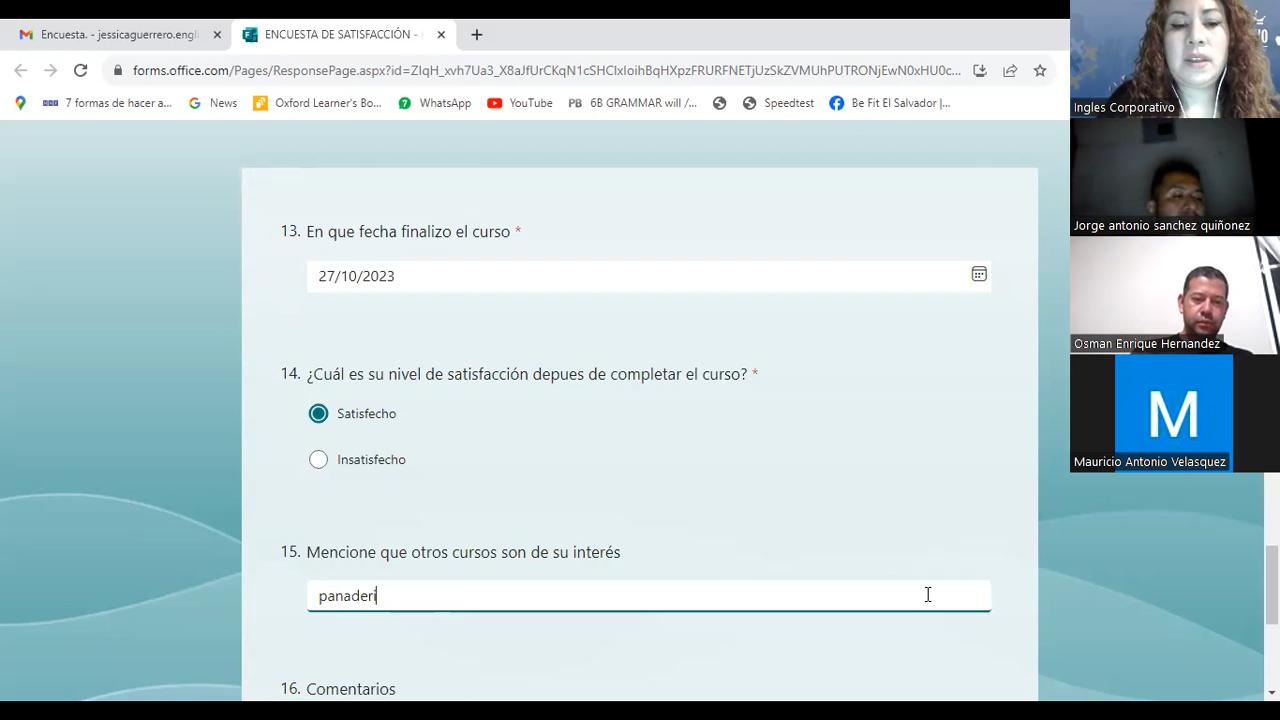 Encuesta. - jessicaguerrero.engl
ENCUESTA DE SATISFACCIÓN -
forms.office.com/Pages/ResponsePage.aspx?id=ZIqH_xvh7Ua3_X8aJfUrCKqN1cSHCIxIoihBqHXpzFRURFNETjUzSkZVMUhPUTRONjEwN0xHU0c...
7 formas de hacer a...
News
Oxford Learner's Bo...
WhatsApp
YouTube
PB 6B GRAMMAR will /...
Speedtest
Be Fit El Salvador |...
13. En que fecha finalizo el curso *
27/10/2023
14. ¿Cuál es su nivel de satisfacción depues de completar el curso? *
Satisfecho
Insatisfecho
15. Mencione que otros cursos son de su interés
panaderi
16. Comentarios
Ingles Corporativo
Jorge antonio sanchez quiñonez
Osman Enrique Hernandez
M
Mauricio Antonio Velasquez